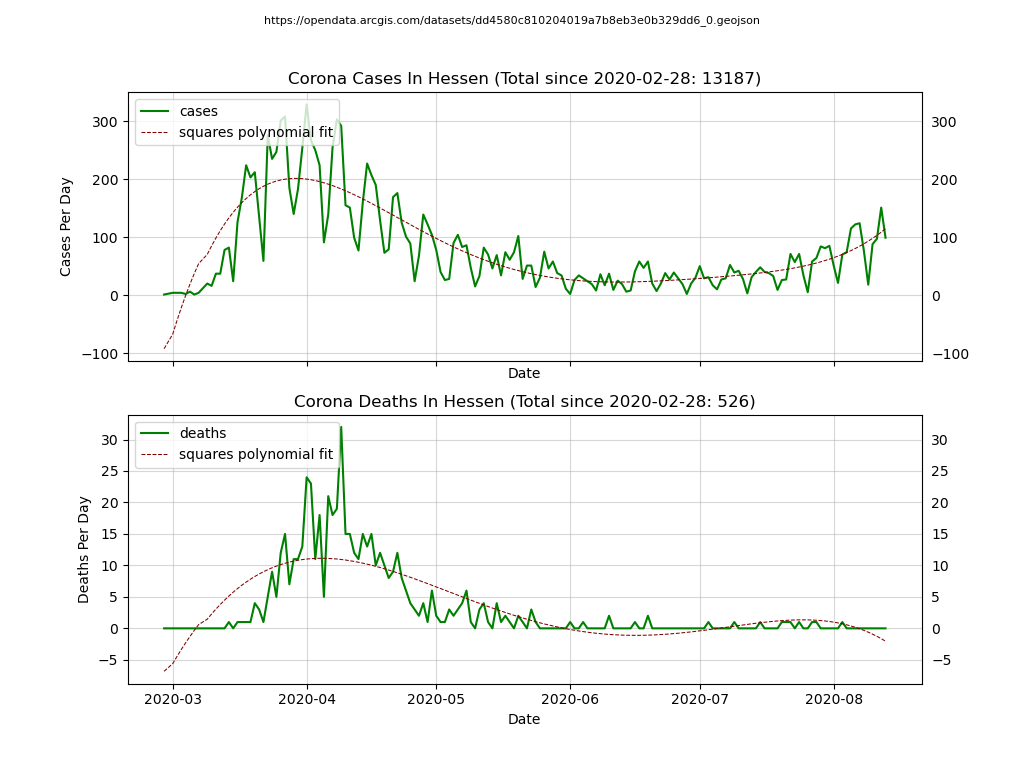 https://opendata.arcgis.com/datasets/dd4580c810204019a7b8eb3e0b329dd6_0.geojson
Corona Cases In Hessen (Total since 2020-02-28: 13187)
cases
squares polynomial fit
Cases Per Day
300 300
200 200
100 100
0 0
−100 −100
Date
Corona Deaths In Hessen (Total since 2020-02-28: 526)
deaths
squares polynomial fit
Deaths Per Day
30 30
25 25
20 20
15 15
10 10
5 5
0 0
−5 −5
2020-03 2020-04 2020-05 2020-06 2020-07 2020-08
Date